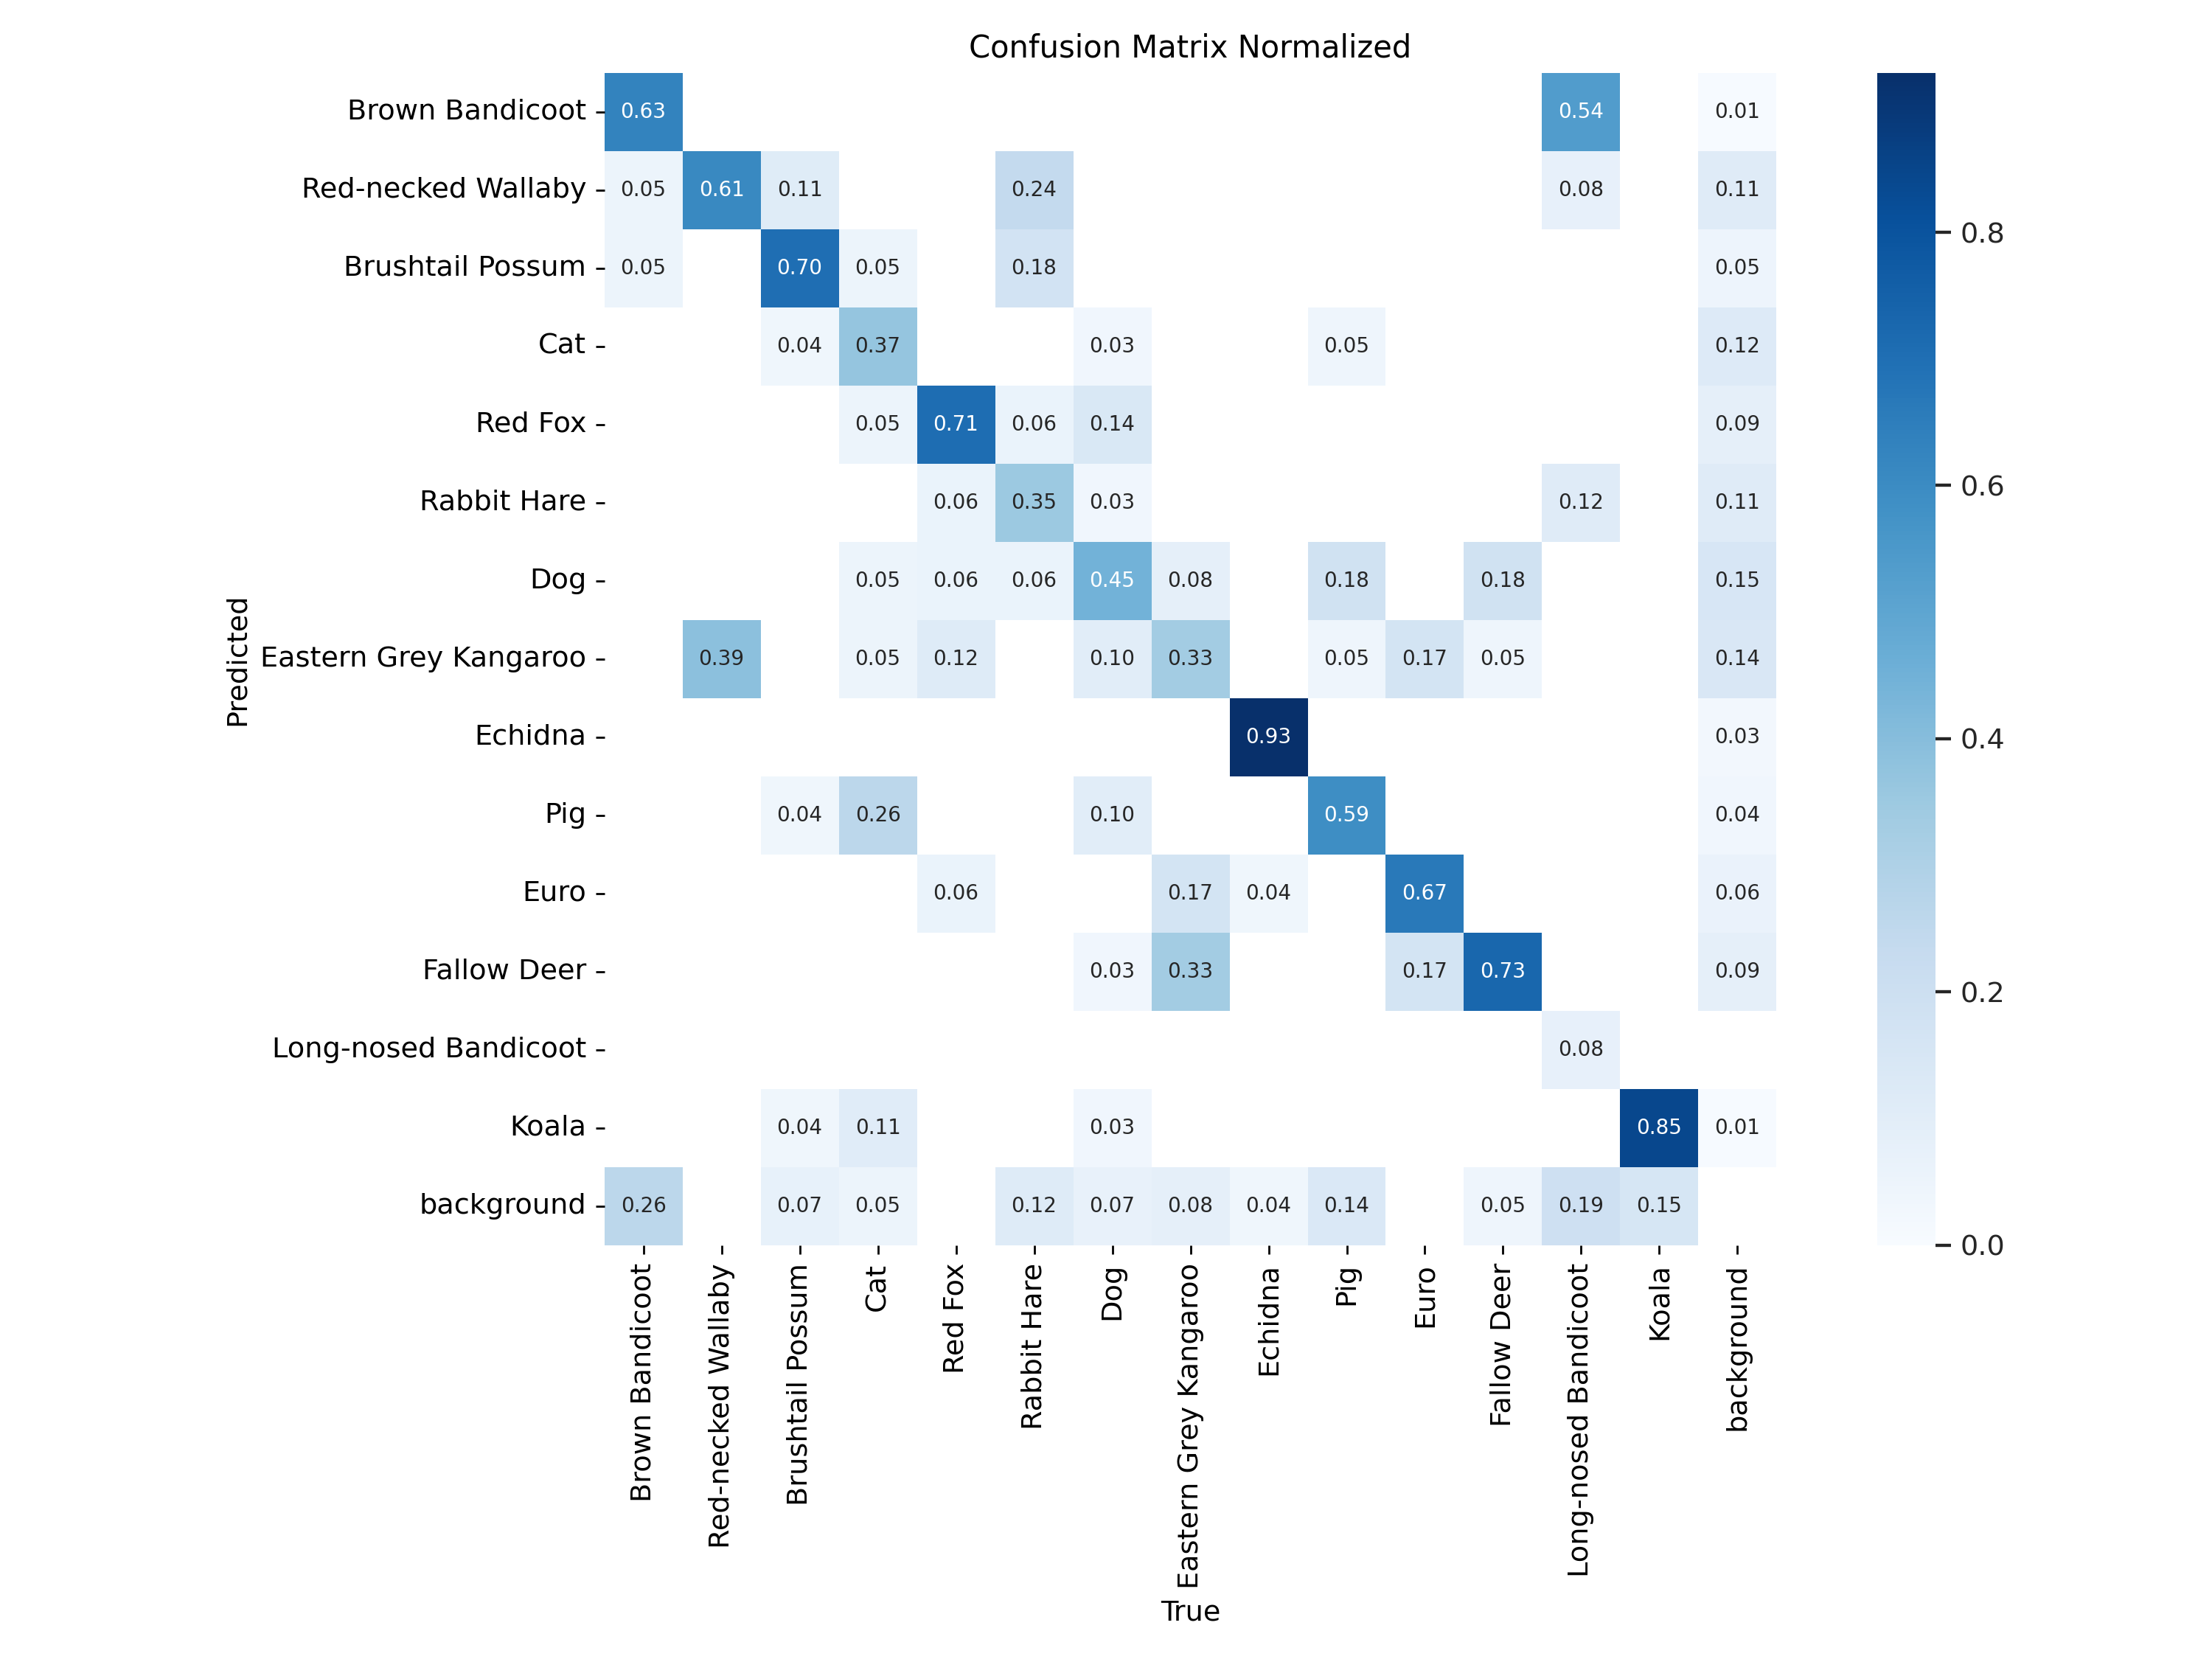 Confusion Matrix Normalized
Brown Bandicoot 0.63 0.54 0.01
Red-necked Wallaby 0.05 0.61 0.11 0.24 0.08 0.11
Brushtail Possum 0.05 0.70 0.05 0.18 0.05
Cat 0.04 0.37 0.03 0.05 0.12
Red Fox 0.05 0.71 0.06 0.14 0.09
Rabbit Hare 0.06 0.35 0.03 0.12 0.11
Dog 0.05 0.06 0.06 0.45 0.08 0.18 0.18 0.15
Eastern Grey Kangaroo 0.39 0.05 0.12 0.10 0.33 0.05 0.17 0.05 0.14
Echidna 0.93 0.03
Pig 0.04 0.26 0.10 0.59 0.04
Euro 0.06 0.17 0.04 0.67 0.06
Fallow Deer 0.03 0.33 0.17 0.73 0.09
Long-nosed Bandicoot 0.08
Koala 0.04 0.11 0.03 0.85 0.01
background 0.26 0.07 0.05 0.12 0.07 0.08 0.04 0.14 0.05 0.19 0.15
Predicted
Brown Bandicoot
Red-necked Wallaby
Brushtail Possum
Cat
Red Fox
Rabbit Hare
Dog
Eastern Grey Kangaroo
Echidna
Pig
Euro
Fallow Deer
Long-nosed Bandicoot
Koala
background
True
0.8
0.6
0.4
0.2
0.0